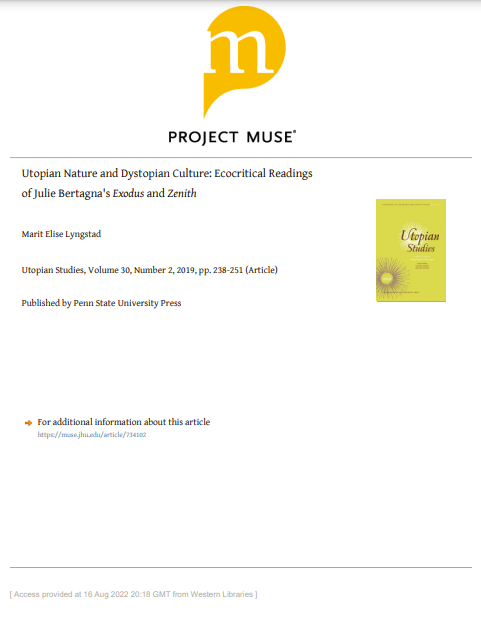 m
PROJECT MUSE®
Utopian Nature and Dystopian Culture: Ecocritical Readings
of Julie Bertagna's Exodus and Zenith
Marit Elise Lyngstad
Utopian Studies, Volume 30, Number 2, 2019, pp. 238-251 (Article)
Published by Penn State University Press
Utopian
Studies
For additional information about this article
https://muse.jhu.edu/article/734102
[ Access provided at 16 Aug 2022 20:18 GMT from Western Libraries ]